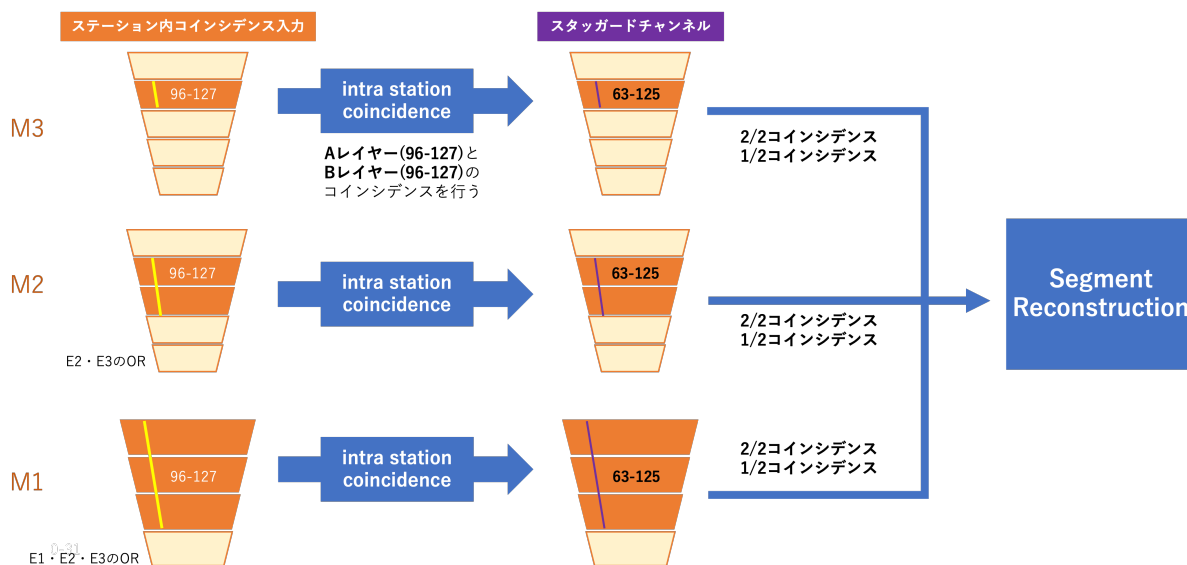 ステーション内コインシデンス入力
スタッガードチャンネル
M3
96-127
intra station
coincidence
63-125
2/2コインシデンス
1/2コインシデンス
Aレイヤー(96-127)と
Bレイヤー(96-127)の
コインシデンスを行う
M2
96-127
intra station
coincidence
63-125
2/2コインシデンス
1/2コインシデンス
E2・E3のOR
Segment
Reconstruction
M1
96-127
intra station
coincidence
63-125
2/2コインシデンス
1/2コインシデンス
0-31
E1・E2・E3のOR